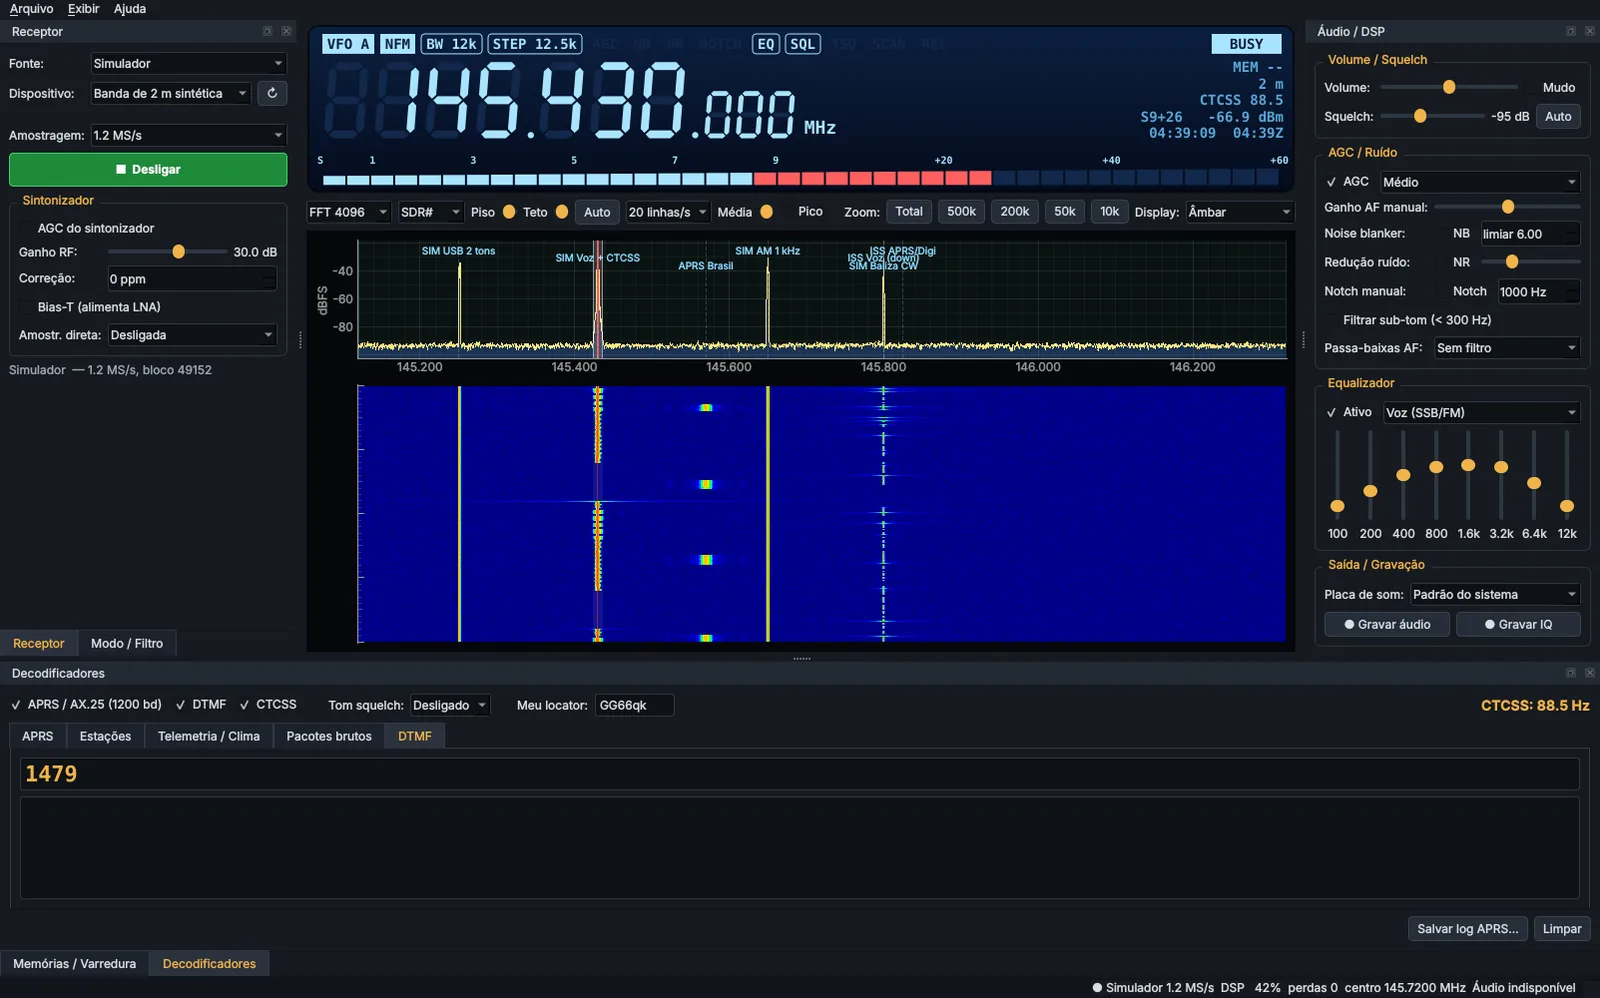 Arquivo Exibir Ajuda
Receptor
Fonte: Simulador
Dispositivo: Banda de 2 m sintética
Amostragem: 1.2 MS/s
Desligar
Sintonizador
AGC do sintonizador
Ganho RF: 30.0 dB
Correção: 0 ppm
Bias-T (alimenta LNA)
Amostr. direta: Desligada
Simulador — 1.2 MS/s, bloco 49152
Receptor Modo / Filtro
VFO A NFM BW 12k STEP 12.5k AGC NB NR NOTCH EQ SQL TSQ SCAN REC BUSY
145.430.000 MHz
MEM --
2 m
CTCSS 88.5
S9+26 -66.9 dBm
04:39:09 04:39Z
S 1 3 5 7 9 +20 +40 +60
FFT 4096 SDR# Piso Teto Auto 20 linhas/s Média Pico Zoom: Total 500k 200k 50k 10k Display: Âmbar
SIM USB 2 tons
SIM Voz + CTCSS
APRS Brasil
SIM AM 1 kHz
ISS APRS/Digi
ISS Voz (down)
SIM Baliza CW
dBFS
-40
-60
-80
145.200 145.400 145.600 145.800 146.000 146.200
Áudio / DSP
Volume / Squelch
Volume: Mudo
Squelch: -95 dB Auto
AGC / Ruído
AGC Médio
Ganho AF manual:
Noise blanker: NB limiar 6.00
Redução ruído: NR
Notch manual: Notch 1000 Hz
Filtrar sub-tom (< 300 Hz)
Passa-baixas AF: Sem filtro
Equalizador
Ativo Voz (SSB/FM)
100 200 400 800 1.6k 3.2k 6.4k 12k
Saída / Gravação
Placa de som: Padrão do sistema
Gravar áudio Gravar IQ
Decodificadores
APRS / AX.25 (1200 bd) DTMF CTCSS Tom squelch: Desligado Meu locator: GG66qk CTCSS: 88.5 Hz
APRS Estações Telemetria / Clima Pacotes brutos DTMF
1479
Salvar log APRS... Limpar
Memórias / Varredura Decodificadores
Simulador 1.2 MS/s DSP 42% perdas 0 centro 145.7200 MHz Áudio indisponível